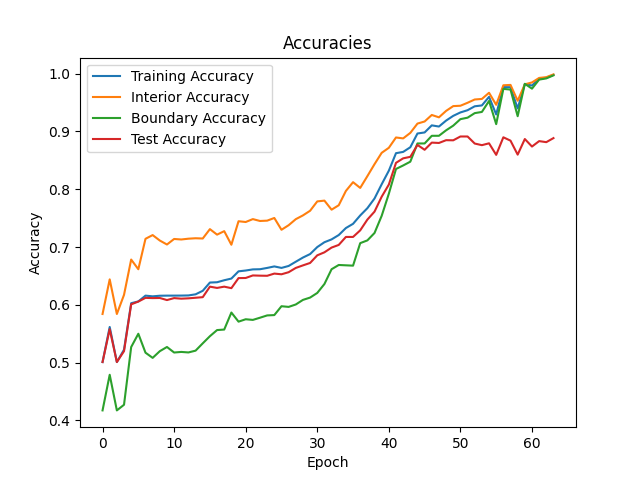 Accuracies
Training Accuracy
Interior Accuracy
Boundary Accuracy
Test Accuracy
1.0
0.9
0.8
0.7
0.6
0.5
0.4
Accuracy
0 10 20 30 40 50 60
Epoch